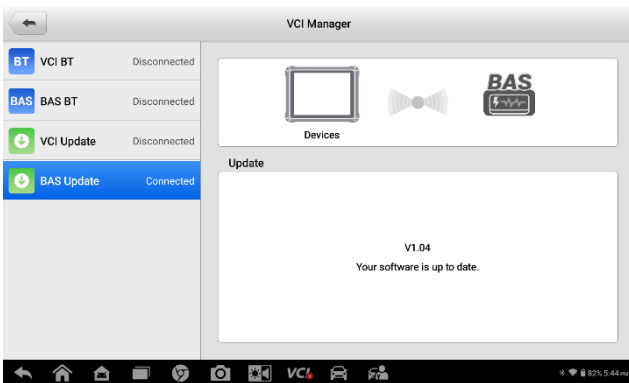 VCI Manager
BT VCI BT Disconnected
BAS BAS BT Disconnected
VCI Update Disconnected
BAS Update Connected
BAS
Devices
Update
V1.04
Your software is up to date.
VCI 82% 5:44 PM